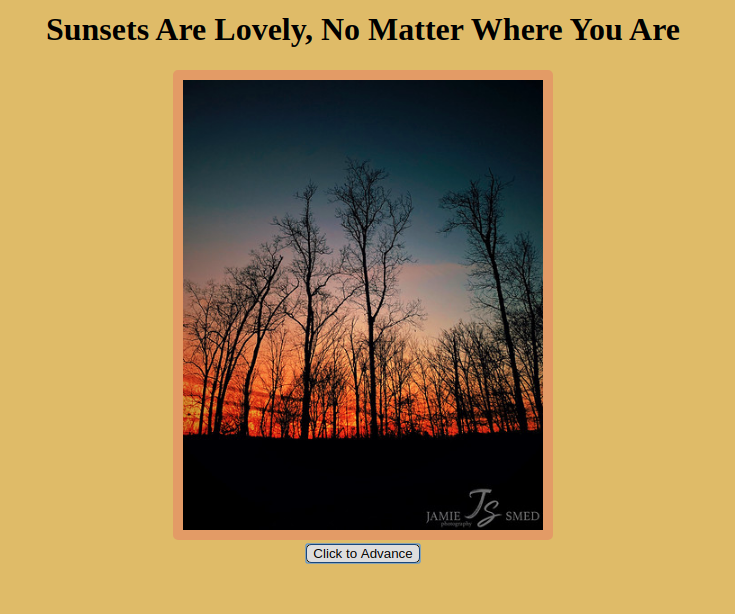 Sunsets Are Lovely, No Matter Where You Are
JAMIE JS SMED
photography
Click to Advance